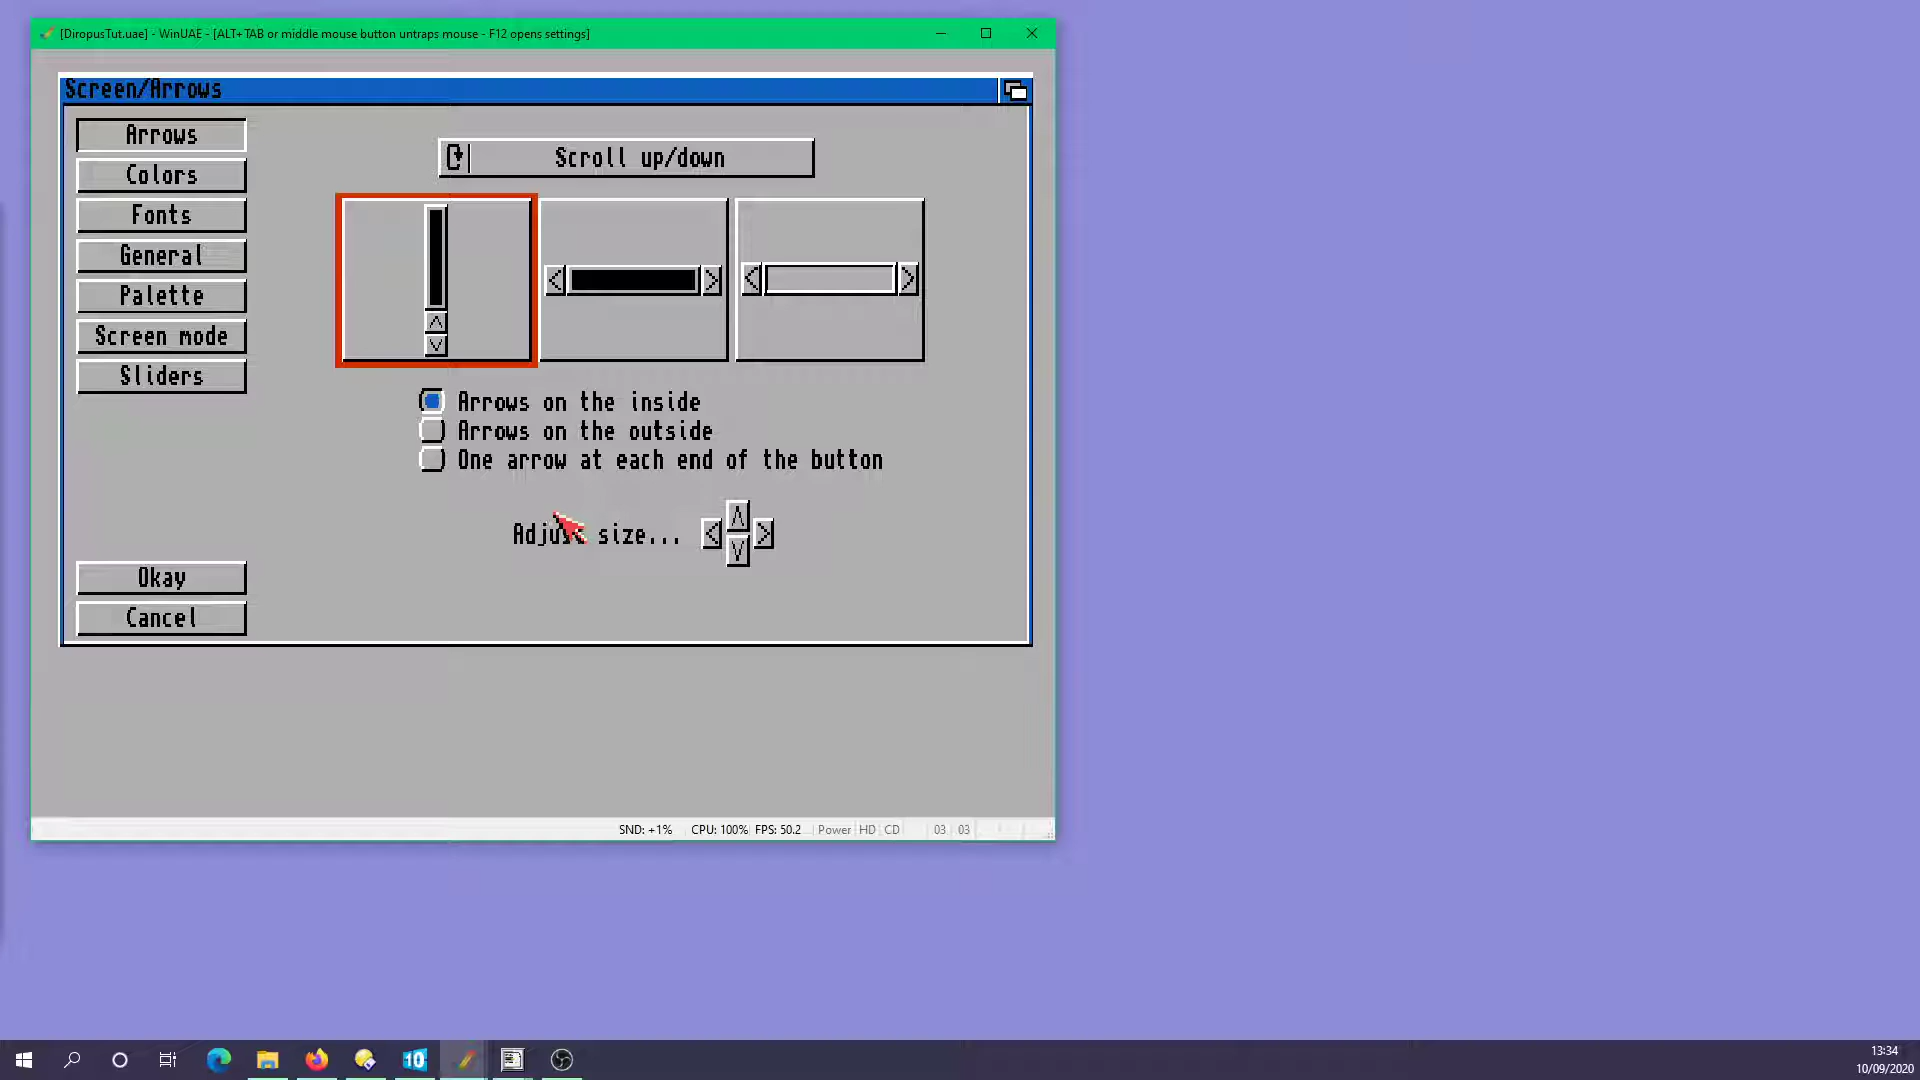 [DiropusTut.uae] - WinUAE - [ALT+TAB or middle mouse button untraps mouse - F12 opens settings]
Screen/Arrows
Arrows
Colors
Fonts
General
Palette
Screen mode
Sliders
Okay
Cancel
Scroll up/down
Arrows on the inside
Arrows on the outside
One arrow at each end of the button
Adjust size...
SND: +1% CPU: 100% FPS: 50.2 Power HD CD 03 03
10
13:34
10/09/2020